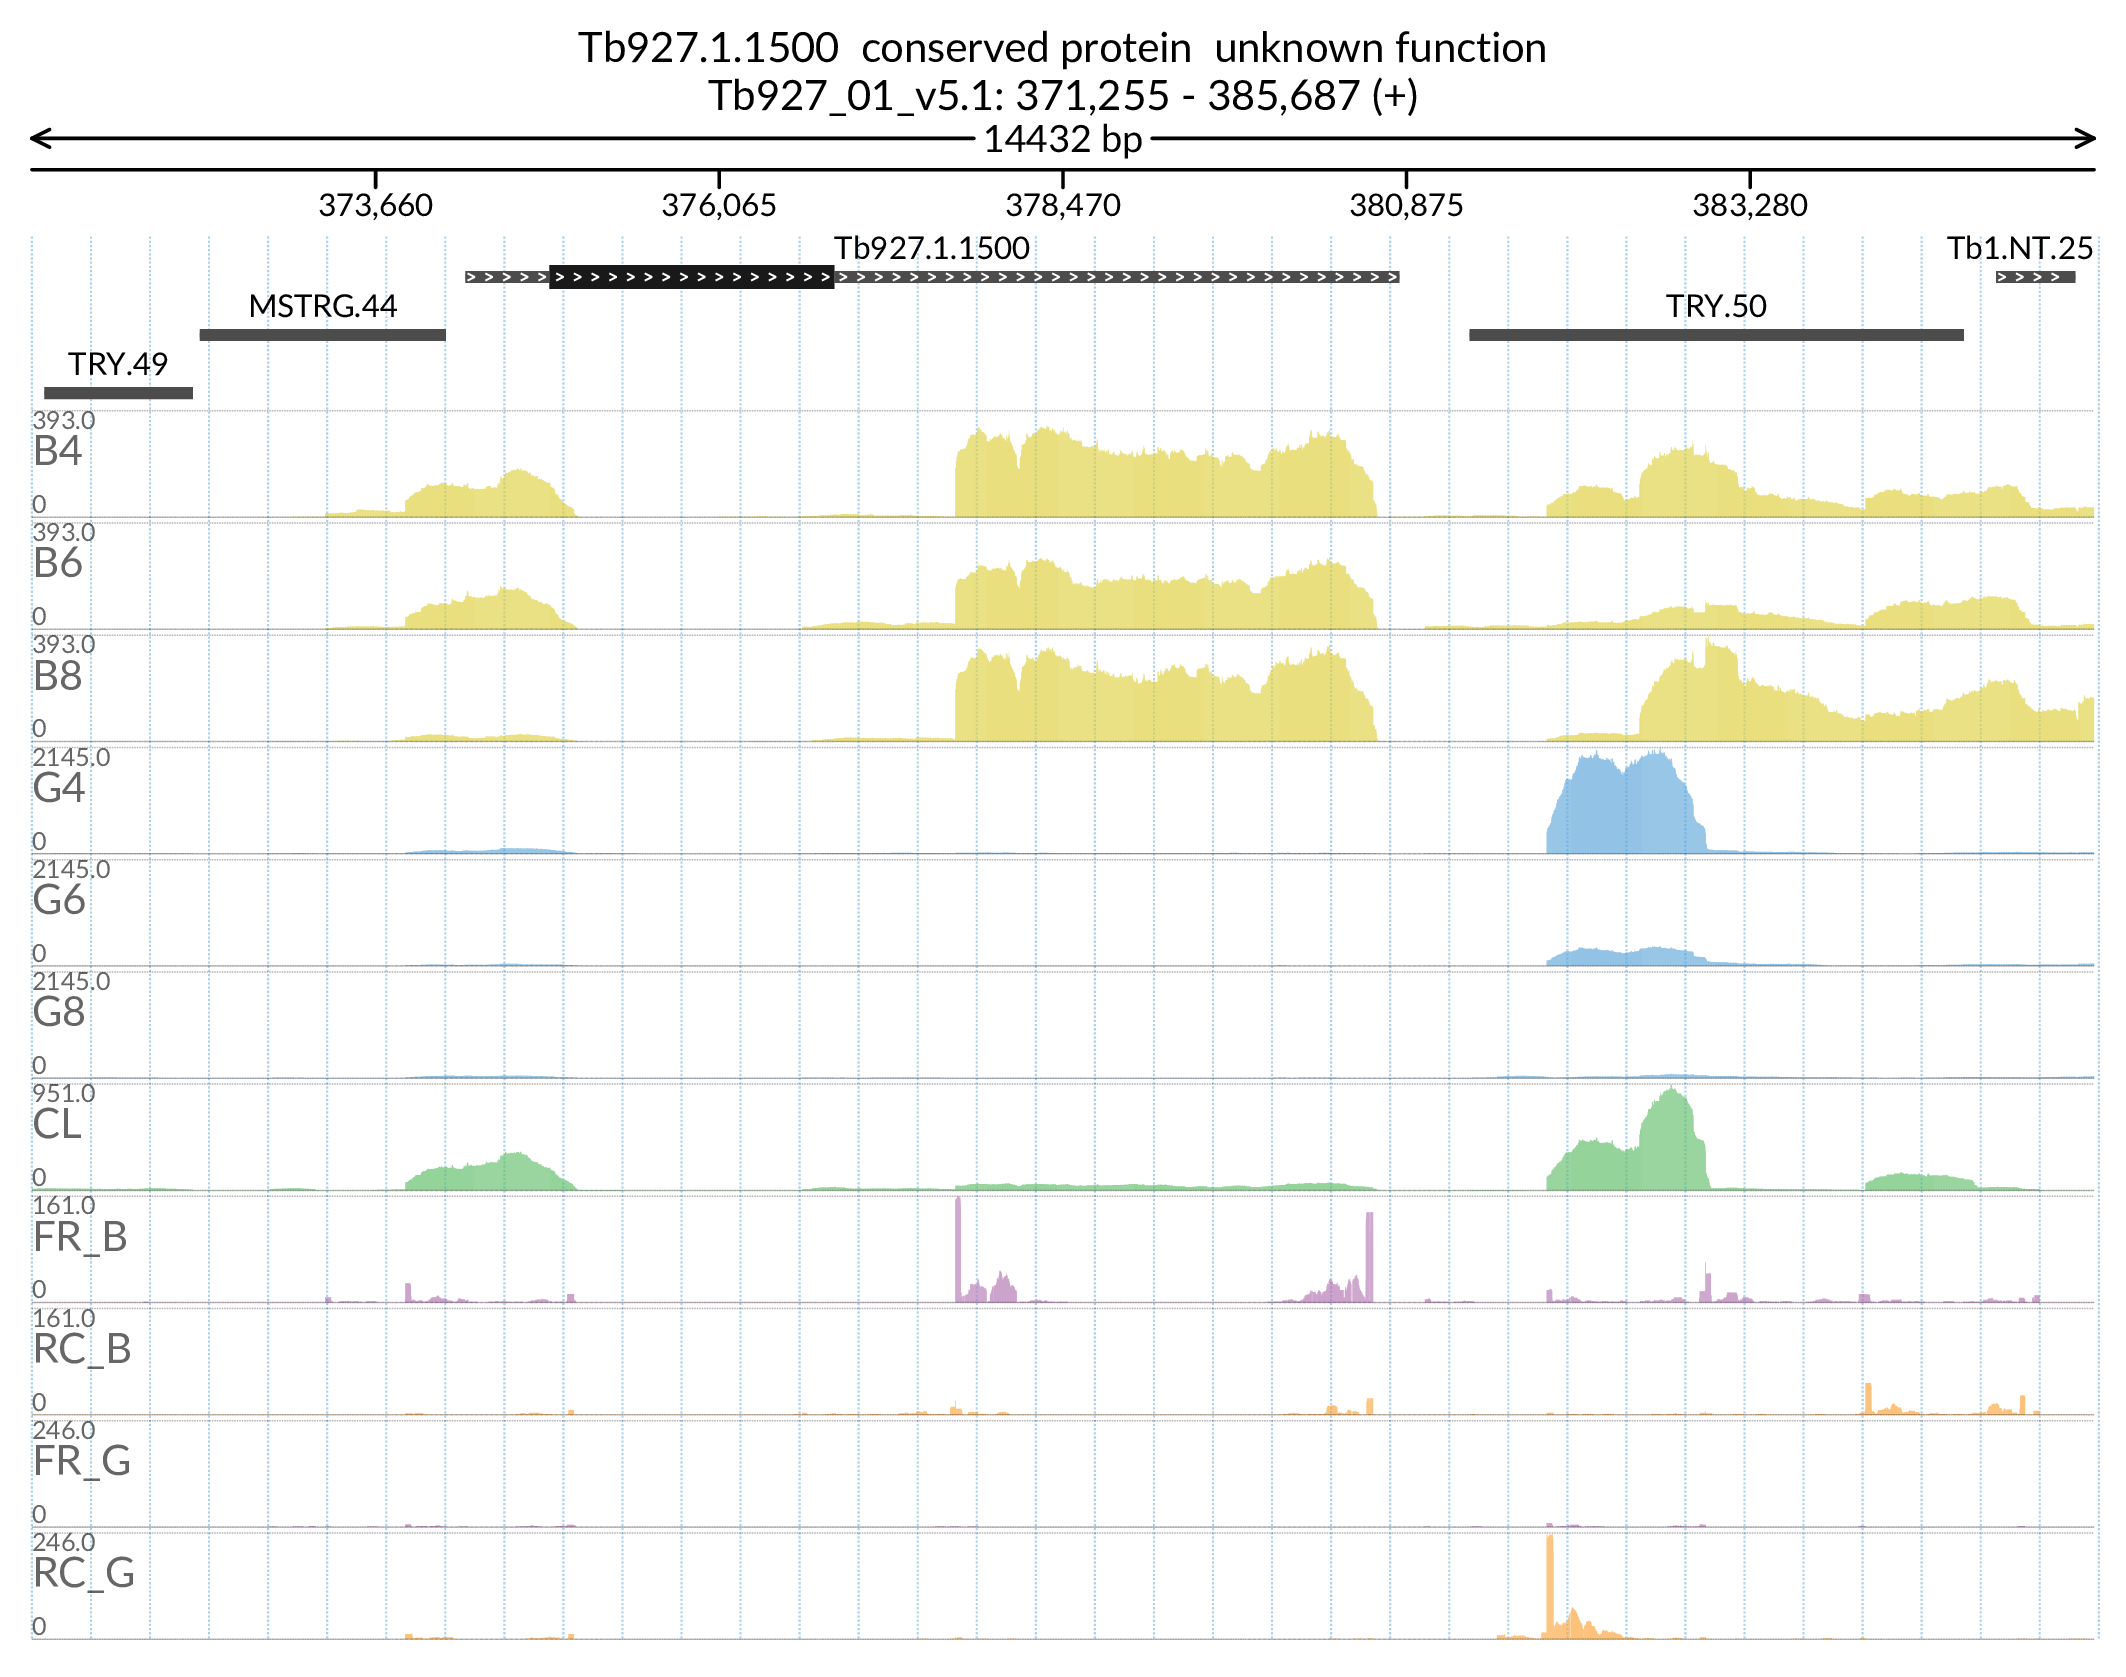 Tb927.1.1500  conserved protein  unknown function
Tb927_01_v5.1: 371,255 - 385,687 (+)
14432 bp
373,660 376,065 378,470 380,875 383,280
Tb927.1.1500 Tb1.NT.25
MSTRG.44 TRY.50
TRY.49
393.0
B4
0
393.0
B6
0
393.0
B8
0
2145.0
G4
0
2145.0
G6
0
2145.0
G8
0
951.0
CL
0
161.0
FR_B
0
161.0
RC_B
0
246.0
FR_G
0
246.0
RC_G
0